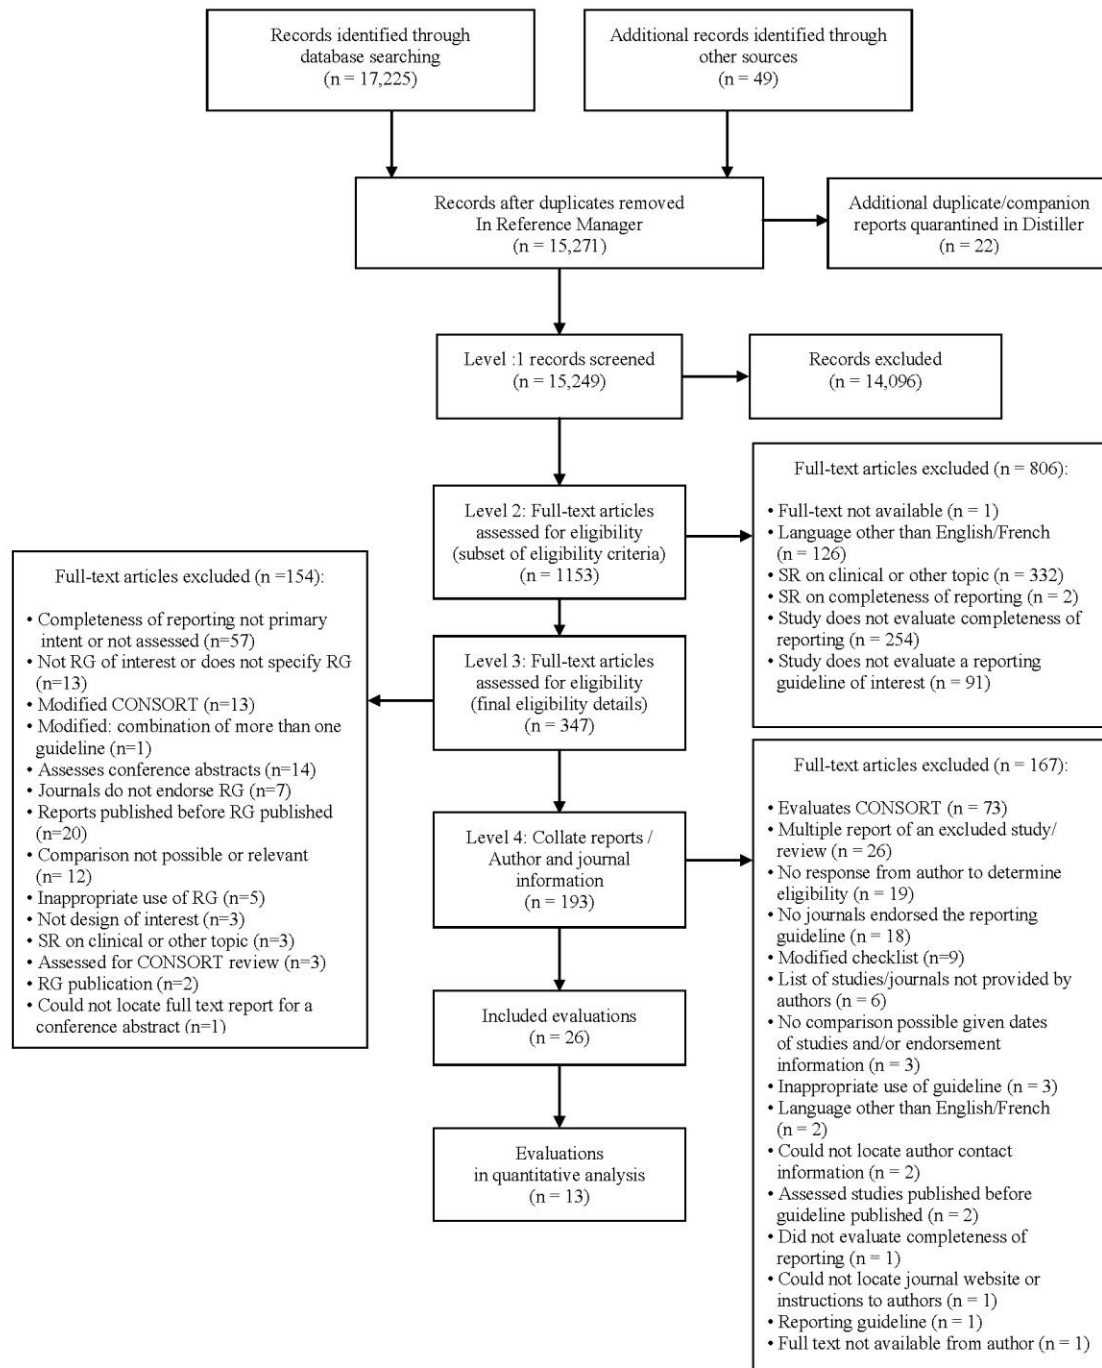 Records identified through
database searching
(n = 17,225)
Additional records identified through
other sources
(n = 49)
Records after duplicates removed
In Reference Manager
(n = 15,271)
Additional duplicate/companion
reports quarantined in Distiller
(n = 22)
Level :1 records screened
(n = 15,249)
Records excluded
(n = 14,096)
Level 2: Full-text articles
assessed for eligibility
(subset of eligibility criteria)
(n = 1153)
Full-text articles excluded (n = 806):
• Full-text not available (n = 1)
• Language other than English/French
(n = 126)
• SR on clinical or other topic (n = 332)
• SR on completeness of reporting (n = 2)
• Study does not evaluate completeness of
reporting (n = 254)
• Study does not evaluate a reporting
guideline of interest (n = 91)
Level 3: Full-text articles
assessed for eligibility
(final eligibility details)
(n = 347)
Full-text articles excluded (n =154):
• Completeness of reporting not primary
intent or not assessed (n=57)
• Not RG of interest or does not specify RG
(n=13)
• Modified CONSORT (n=13)
• Modified: combination of more than one
guideline (n=1)
• Assesses conference abstracts (n=14)
• Journals do not endorse RG (n=7)
• Reports published before RG published
(n=20)
• Comparison not possible or relevant
(n= 12)
• Inappropriate use of RG (n=5)
• Not design of interest (n=3)
• SR on clinical or other topic (n=3)
• Assessed for CONSORT review (n=3)
• RG publication (n=2)
• Could not locate full text report for a
conference abstract (n=1)
Level 4: Collate reports /
Author and journal
information
(n = 193)
Full-text articles excluded (n = 167):
• Evaluates CONSORT (n = 73)
• Multiple report of an excluded study/
review (n = 26)
• No response from author to determine
eligibility (n = 19)
• No journals endorsed the reporting
guideline (n = 18)
• Modified checklist (n=9)
• List of studies/journals not provided by
authors (n = 6)
• No comparison possible given dates
of studies and/or endorsement
information (n = 3)
• Inappropriate use of guideline (n = 3)
• Language other than English/French
(n = 2)
• Could not locate author contact
information (n = 2)
• Assessed studies published before
guideline published (n = 2)
• Did not evaluate completeness of
reporting (n = 1)
• Could not locate journal website or
instructions to authors (n = 1)
• Reporting guideline (n = 1)
• Full text not available from author (n = 1)
Included evaluations
(n = 26)
Evaluations
in quantitative analysis
(n = 13)